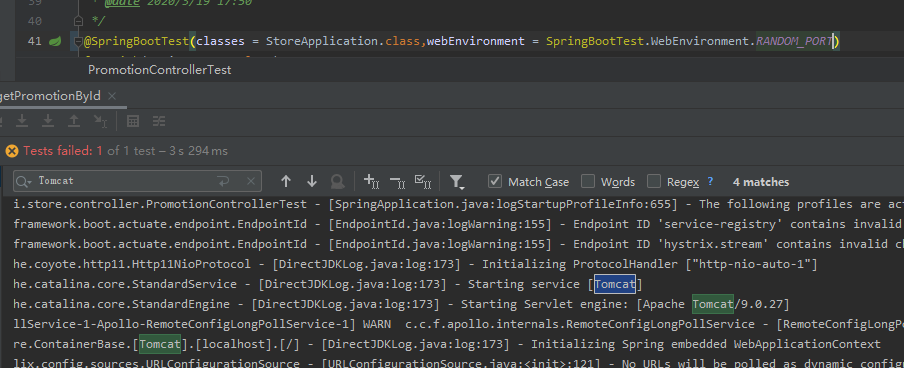 39 * @date 2020/3/19 17:50
40 */
41 @SpringBootTest(classes = StoreApplication.class,webEnvironment = SpringBootTest.WebEnvironment.RANDOM_PORT)
PromotionControllerTest
getPromotionById ×
Tests failed: 1 of 1 test – 3 s 294 ms
Tomcat Match Case Words Regex ? 4 matches
i.store.controller.PromotionControllerTest - [SpringApplication.java:logStartupProfileInfo:655] - The following profiles are ac
framework.boot.actuate.endpoint.EndpointId - [EndpointId.java:logWarning:155] - Endpoint ID 'service-registry' contains invalid
framework.boot.actuate.endpoint.EndpointId - [EndpointId.java:logWarning:155] - Endpoint ID 'hystrix.stream' contains invalid ch
he.coyote.http11.Http11NioProtocol - [DirectJDKLog.java:log:173] - Initializing ProtocolHandler ["http-nio-auto-1"]
he.catalina.core.StandardService - [DirectJDKLog.java:log:173] - Starting service [Tomcat]
he.catalina.core.StandardEngine - [DirectJDKLog.java:log:173] - Starting Servlet engine: [Apache Tomcat/9.0.27]
llService-1-Apollo-RemoteConfigLongPollService-1] WARN c.c.f.apollo.internals.RemoteConfigLongPollService - [RemoteConfigLongPo
re.ContainerBase.[Tomcat].[localhost].[/] - [DirectJDKLog.java:log:173] - Initializing Spring embedded WebApplicationContext
lix.config.sources.URLConfigurationSource - [URLConfigurationSource.java:<init>:121] - No URLs will be polled as dynamic config